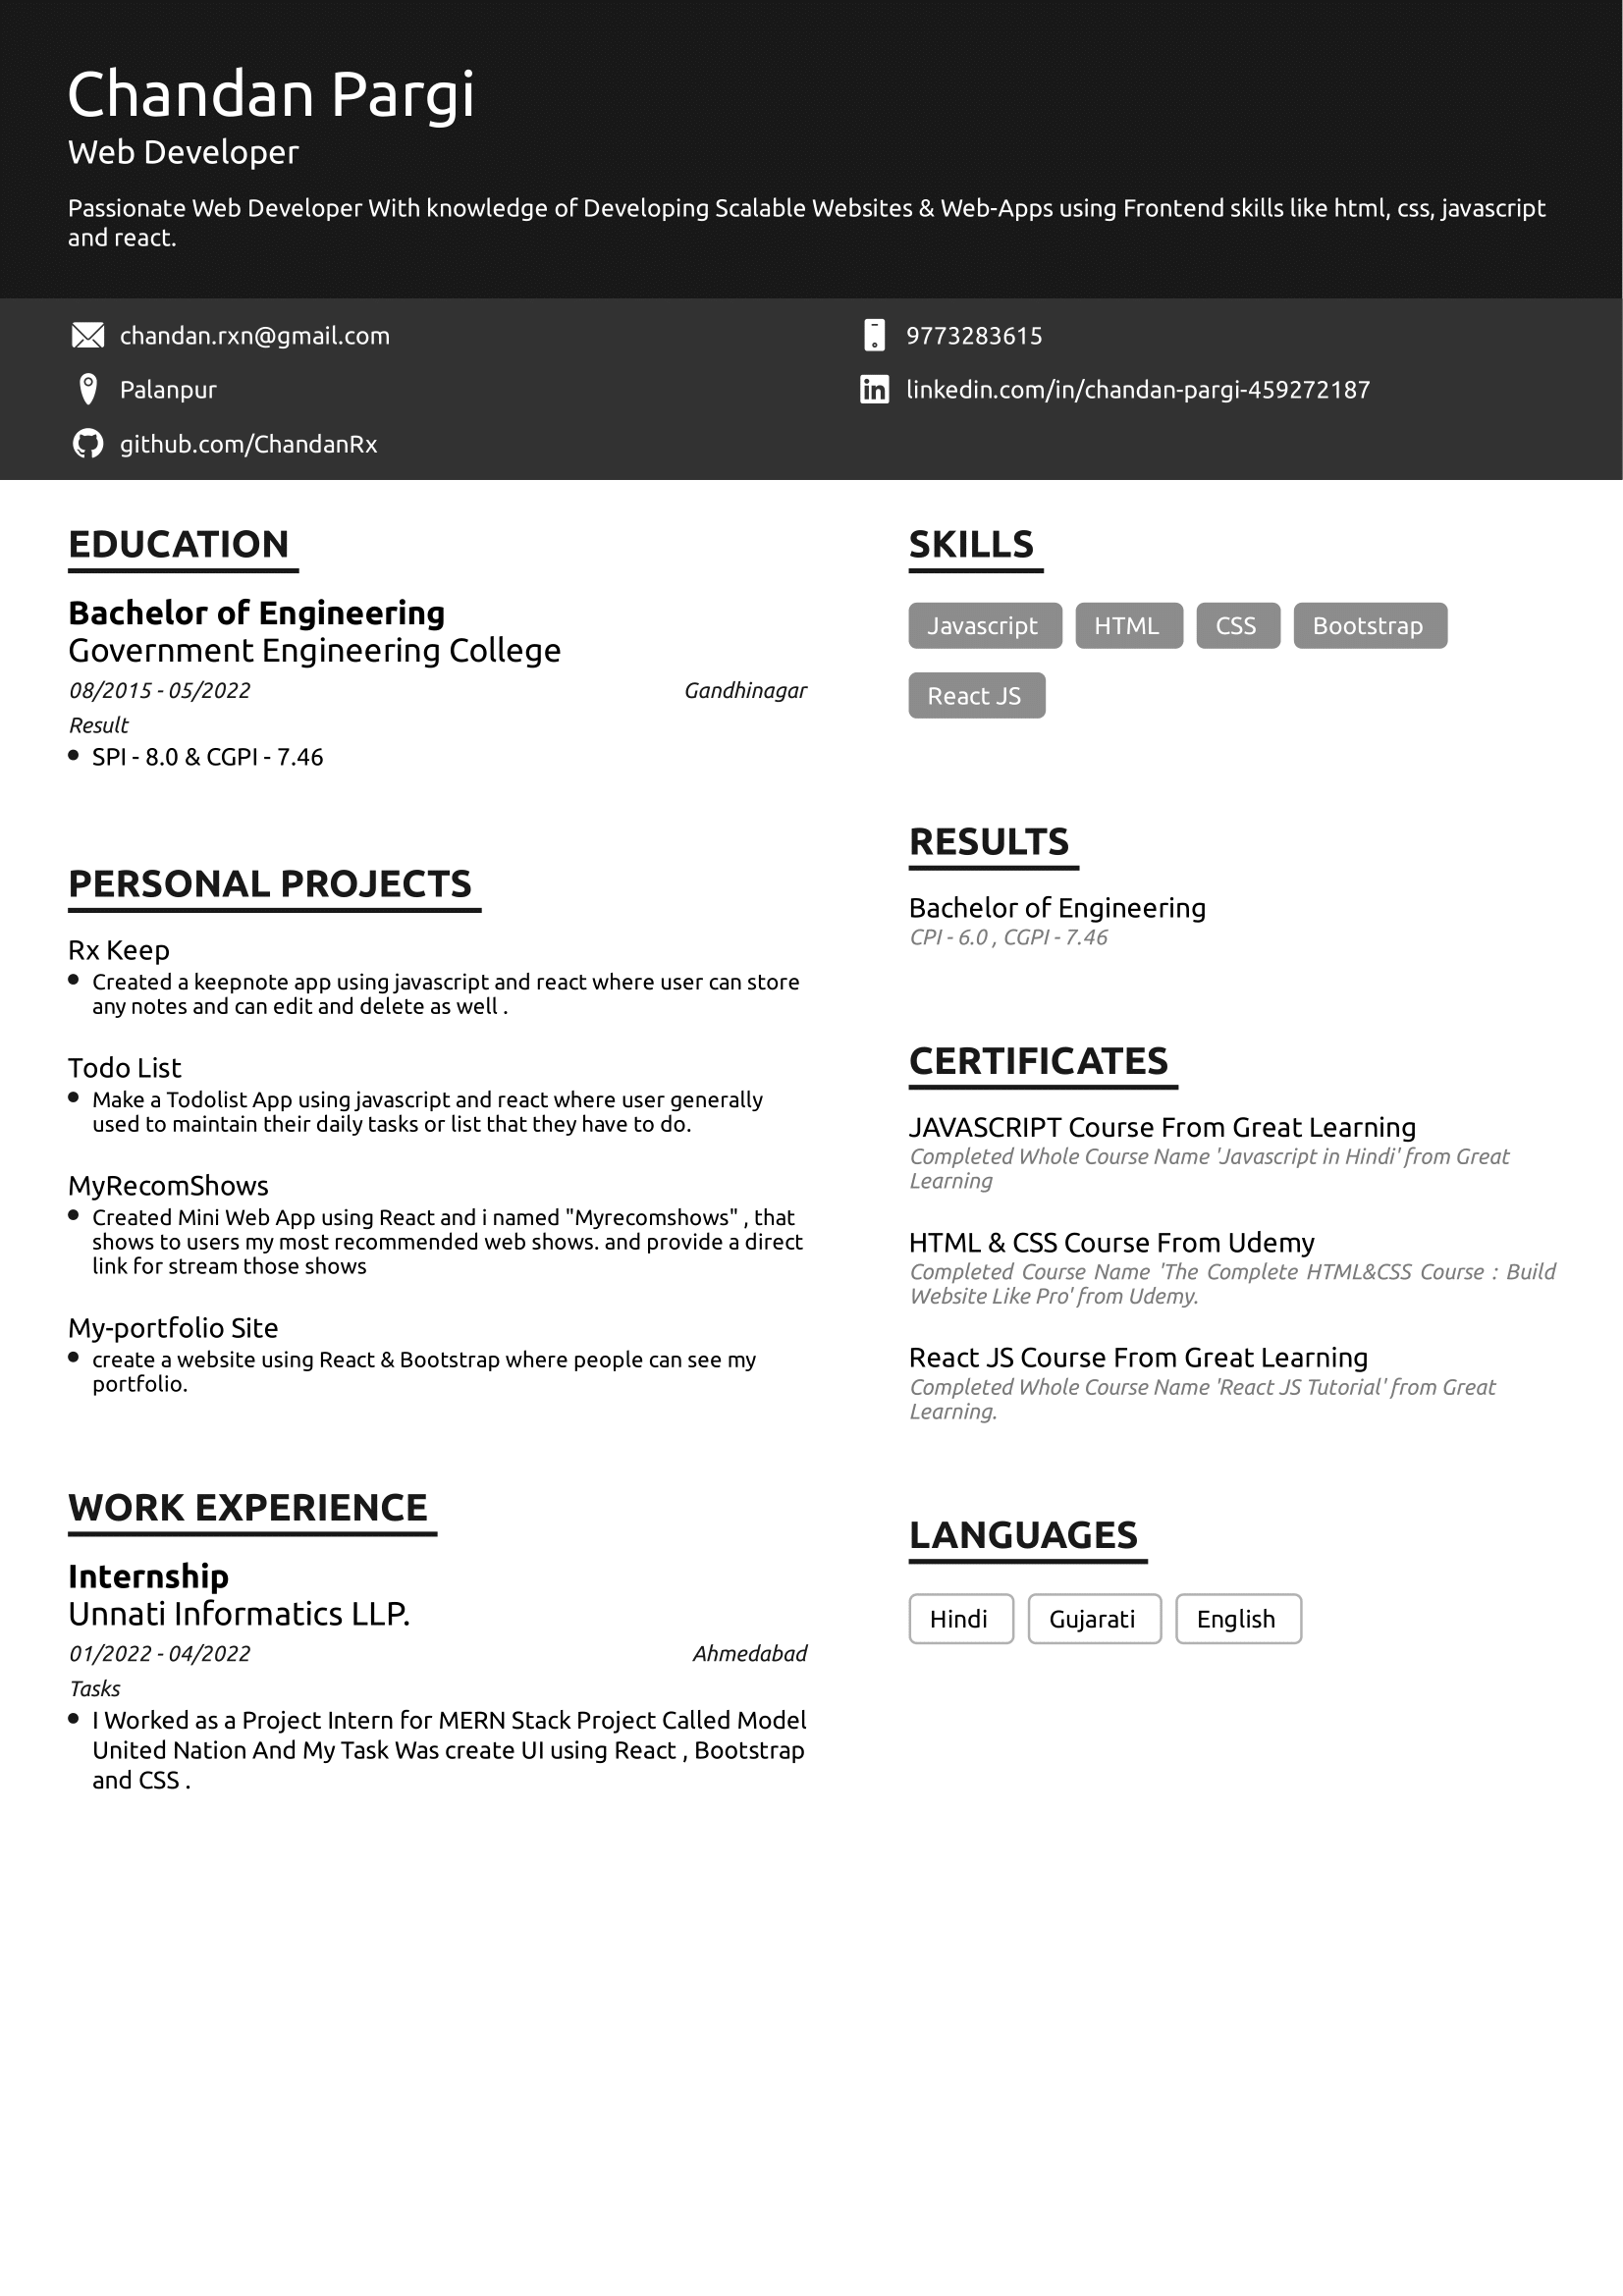 Chandan Pargi
Web Developer
Passionate Web Developer With knowledge of Developing Scalable Websites & Web-Apps using Frontend skills like html, css, javascript
and react.
chandan.rxn@gmail.com
9773283615
Palanpur
linkedin.com/in/chandan-pargi-459272187
github.com/ChandanRx
EDUCATION
Bachelor of Engineering
Government Engineering College
08/2015 - 05/2022 Gandhinagar
Result
SPI - 8.0 & CGPI - 7.46
PERSONAL PROJECTS
Rx Keep
Created a keepnote app using javascript and react where user can store
any notes and can edit and delete as well .
Todo List
Make a Todolist App using javascript and react where user generally
used to maintain their daily tasks or list that they have to do.
MyRecomShows
Created Mini Web App using React and i named "Myrecomshows" , that
shows to users my most recommended web shows. and provide a direct
link for stream those shows
My-portfolio Site
create a website using React & Bootstrap where people can see my
portfolio.
WORK EXPERIENCE
Internship
Unnati Informatics LLP.
01/2022 - 04/2022 Ahmedabad
Tasks
I Worked as a Project Intern for MERN Stack Project Called Model
United Nation And My Task Was create UI using React , Bootstrap
and CSS .
SKILLS
Javascript HTML CSS Bootstrap
React JS
RESULTS
Bachelor of Engineering
CPI - 6.0 , CGPI - 7.46
CERTIFICATES
JAVASCRIPT Course From Great Learning
Completed Whole Course Name 'Javascript in Hindi' from Great
Learning
HTML & CSS Course From Udemy
Completed Course Name 'The Complete HTML&CSS Course : Build
Website Like Pro' from Udemy.
React JS Course From Great Learning
Completed Whole Course Name 'React JS Tutorial' from Great
Learning.
LANGUAGES
Hindi Gujarati English